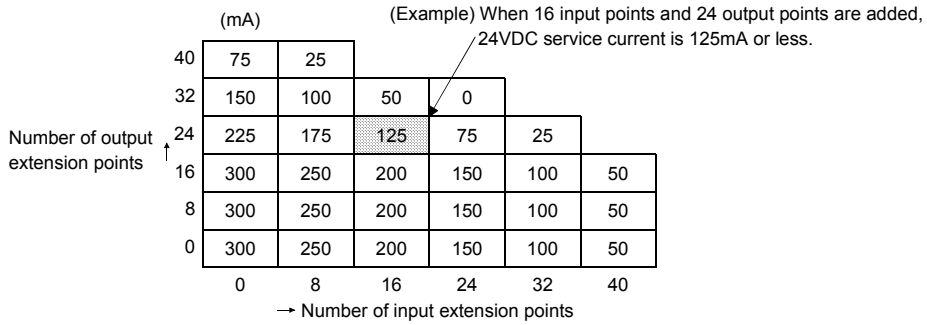 (mA)
(Example) When 16 input points and 24 output points are added,
24VDC service current is 125mA or less.
40 75 25
32 150 100 50 0
Number of output
extension points
24 225 175 125 75 25
16 300 250 200 150 100 50
8 300 250 200 150 100 50
0 300 250 200 150 100 50
0 8 16 24 32 40
→ Number of input extension points